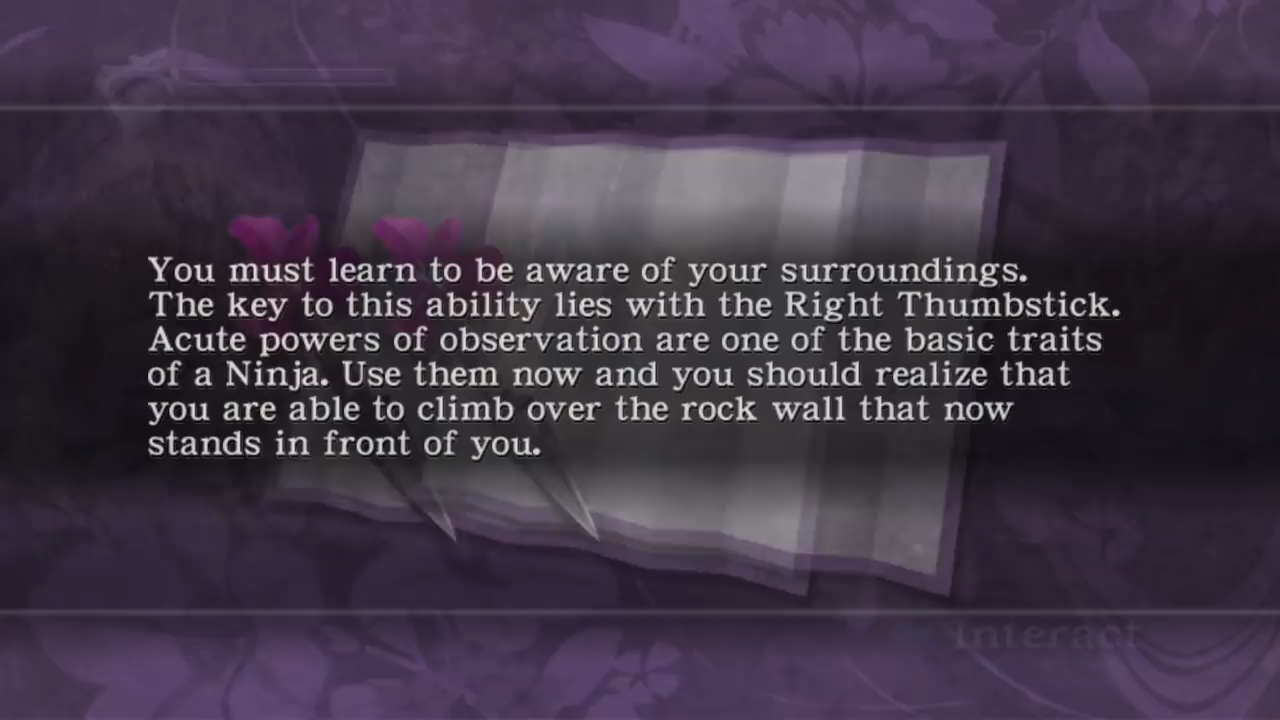 You must learn to be aware of your surroundings.
The key to this ability lies with the Right Thumbstick.
Acute powers of observation are one of the basic traits
of a Ninja. Use them now and you should realize that
you are able to climb over the rock wall that now
stands in front of you.
Interact